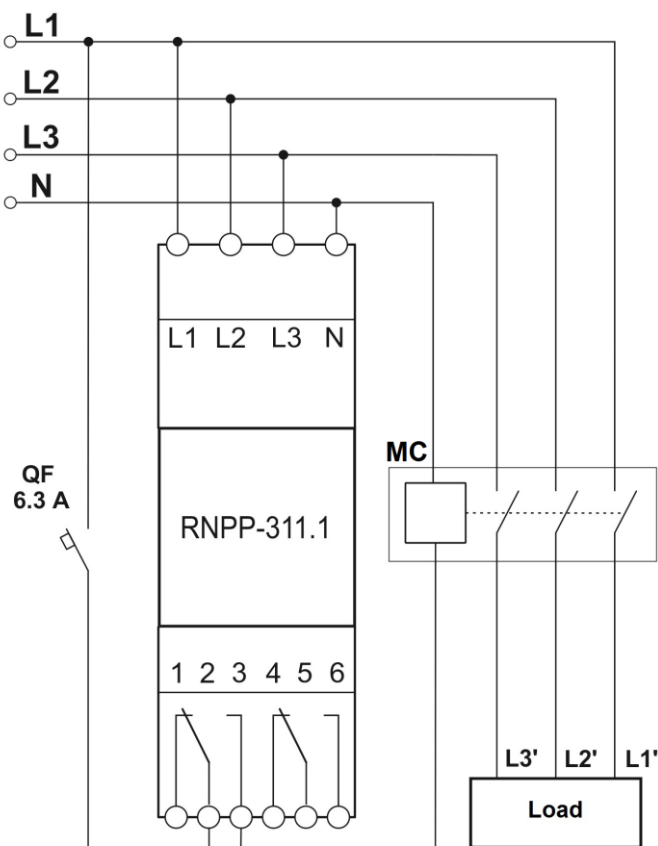 L1
L2
L3
N
L1 L2 L3 N
MC
QF
6.3 A
RNPP-311.1
1 2 3 4 5 6
L3' L2' L1'
Load